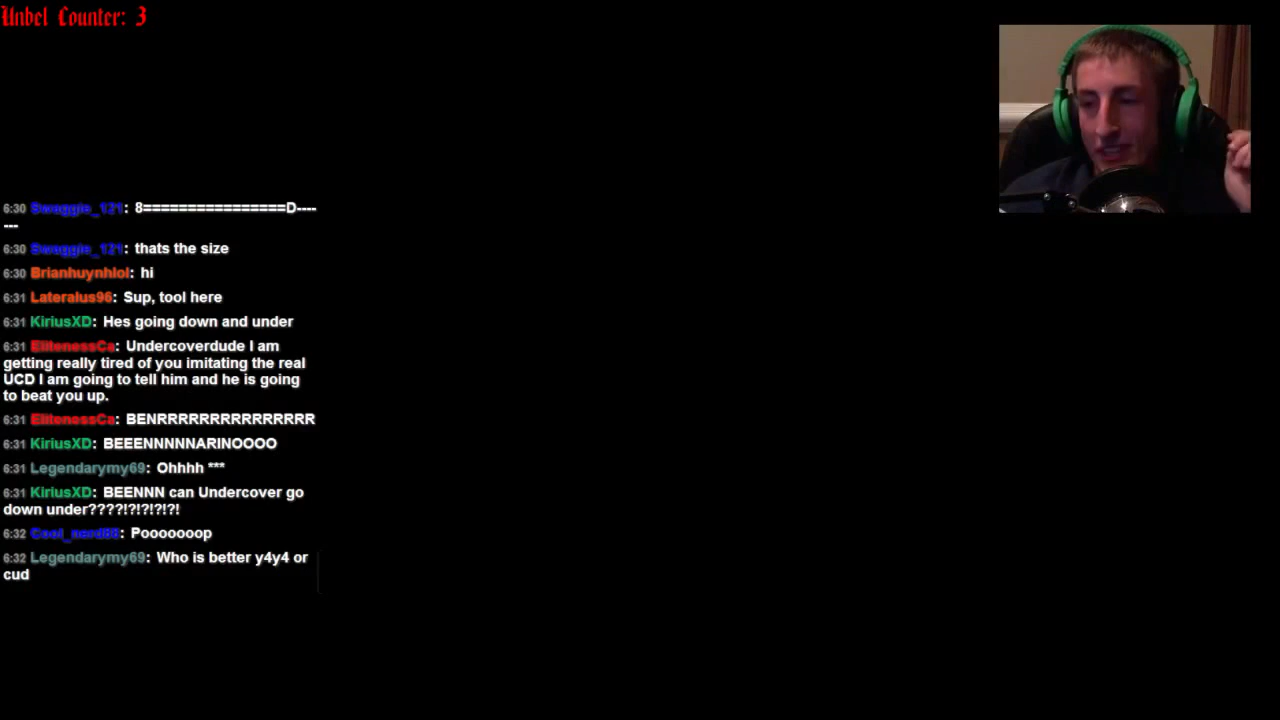 Unbel Counter: 3
6:30 Swaggie_121: 8================D----
---
6:30 Swaggie_121: thats the size
6:30 Brianhuynhlol: hi
6:31 Lateralus96: Sup, tool here
6:31 KiriusXD: Hes going down and under
6:31 ElitenessCa: Undercoverdude I am
getting really tired of you imitating the real
UCD I am going to tell him and he is going
to beat you up.
6:31 ElitenessCa: BENRRRRRRRRRRRRRRR
6:31 KiriusXD: BEEENNNNNARINOOOO
6:31 Legendarymy69: Ohhhh ***
6:31 KiriusXD: BEENNN can Undercover go
down under????!?!?!?!?!
6:32 Cool_nerd88: Pooooooop
6:32 Legendarymy69: Who is better y4y4 or
cud